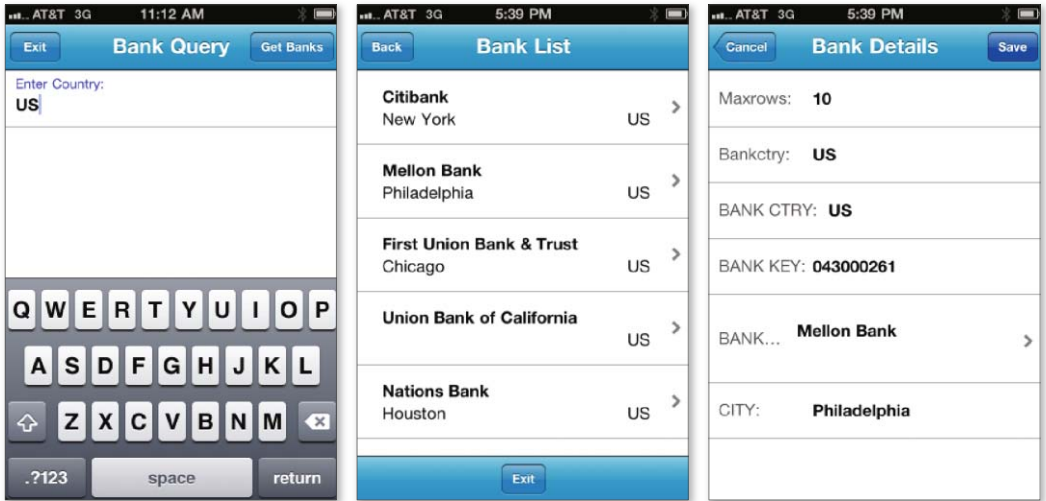 AT&T 3G 11:12 AM
Exit Bank Query Get Banks
Enter Country:
US
Q W E R T Y U I O P
A S D F G H J K L
Z X C V B N M
.?123 space return
AT&T 3G 5:39 PM
Back Bank List
Citibank
New York US
Mellon Bank
Philadelphia US
First Union Bank & Trust
Chicago US
Union Bank of California
US
Nations Bank
Houston US
Exit
AT&T 3G 5:39 PM
Cancel Bank Details Save
Maxrows: 10
Bankctry: US
BANK CTRY: US
BANK KEY: 043000261
BANK... Mellon Bank
CITY: Philadelphia